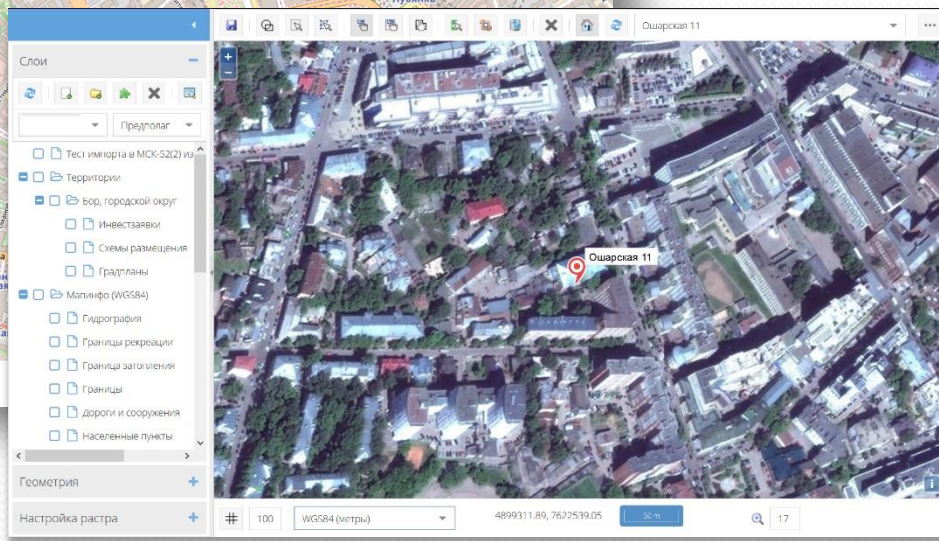 Ошарская 11
Слои
Предполаг
Тест импорта в МСК-52(2) из
Территории
Бор, городской округ
Инвестзаявки
Схемы размещения
Градпланы
Мапинфо (WGS84)
Гидрография
Границы рекреации
Граница затопления
Границы
Дороги и сооружения
Населенные пункты
Геометрия
Настройка растра
+
−
Ошарская 11
i
100
WGS84 (метры)
4899311.89, 7622539.05
50 m
17